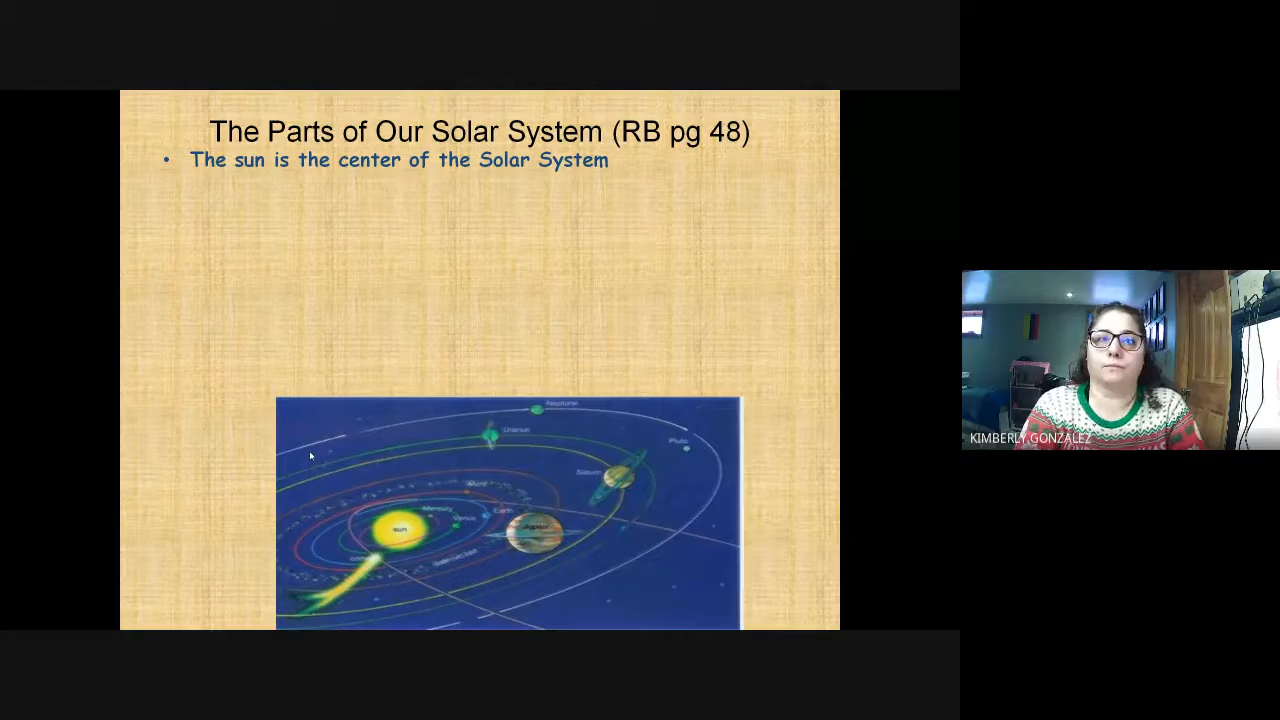 The Parts of Our Solar System (RB pg 48)
• The sun is the center of the Solar System
Neptune
Uranus
Pluto
Saturn
Mars
Mercury
Earth
Venus
sun
Jupiter
KIMBERLY GONZALEZ